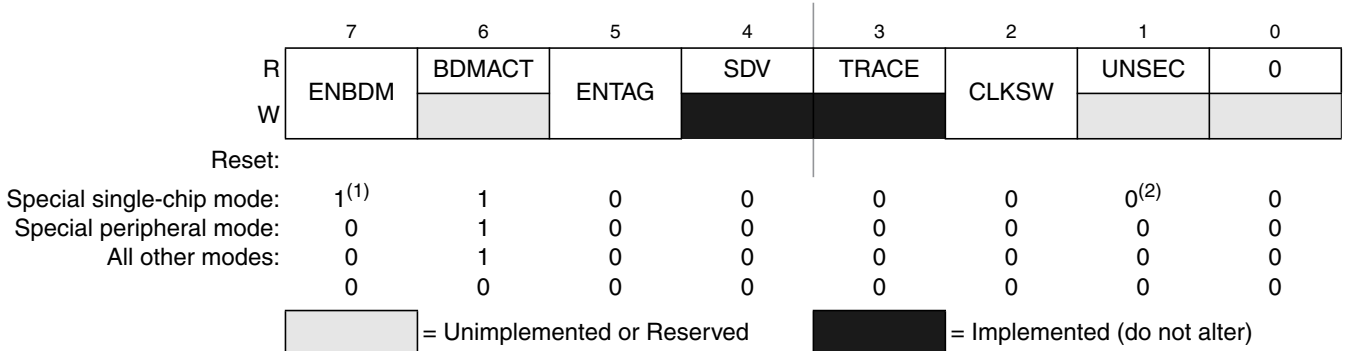 7 6 5 4 3 2 1 0
R ENBDM BDMACT ENTAG SDV TRACE CLKSW UNSEC 0
W
Reset:
Special single-chip mode: 1(1) 1 0 0 0 0 0(2) 0
Special peripheral mode: 0 1 0 0 0 0 0 0
All other modes: 0 1 0 0 0 0 0 0
0 0 0 0 0 0 0 0
= Unimplemented or Reserved = Implemented (do not alter)